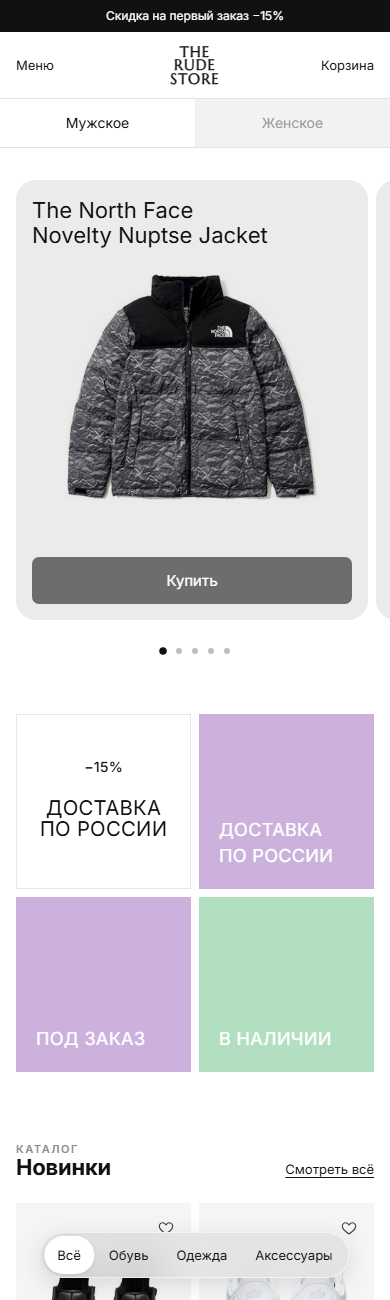 Скидка на первый заказ −15%
Меню
THE
RUDE
STORE
Корзина
Мужское
Женское
The North Face
Novelty Nuptse Jacket
THE
NORTH
FACE
Купить
−15%
ДОСТАВКА
ПО РОССИИ
ДОСТАВКА
ПО РОССИИ
ПОД ЗАКАЗ
В НАЛИЧИИ
КАТАЛОГ
Новинки
Смотреть всё
Всё
Обувь
Одежда
Аксессуары